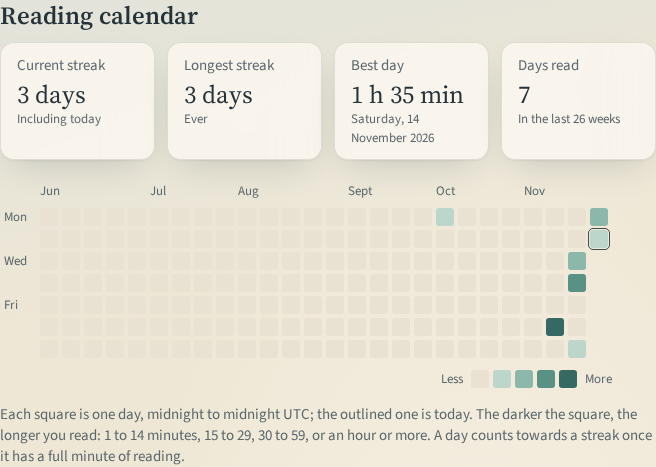 Reading calendar
Current streak
3 days
Including today
Longest streak
3 days
Ever
Best day
1 h 35 min
Saturday, 14
November 2026
Days read
7
In the last 26 weeks
Jun Jul Aug Sept Oct Nov
Mon
Wed
Fri
Less More
Each square is one day, midnight to midnight UTC; the outlined one is today. The darker the square, the
longer you read: 1 to 14 minutes, 15 to 29, 30 to 59, or an hour or more. A day counts towards a streak once
it has a full minute of reading.